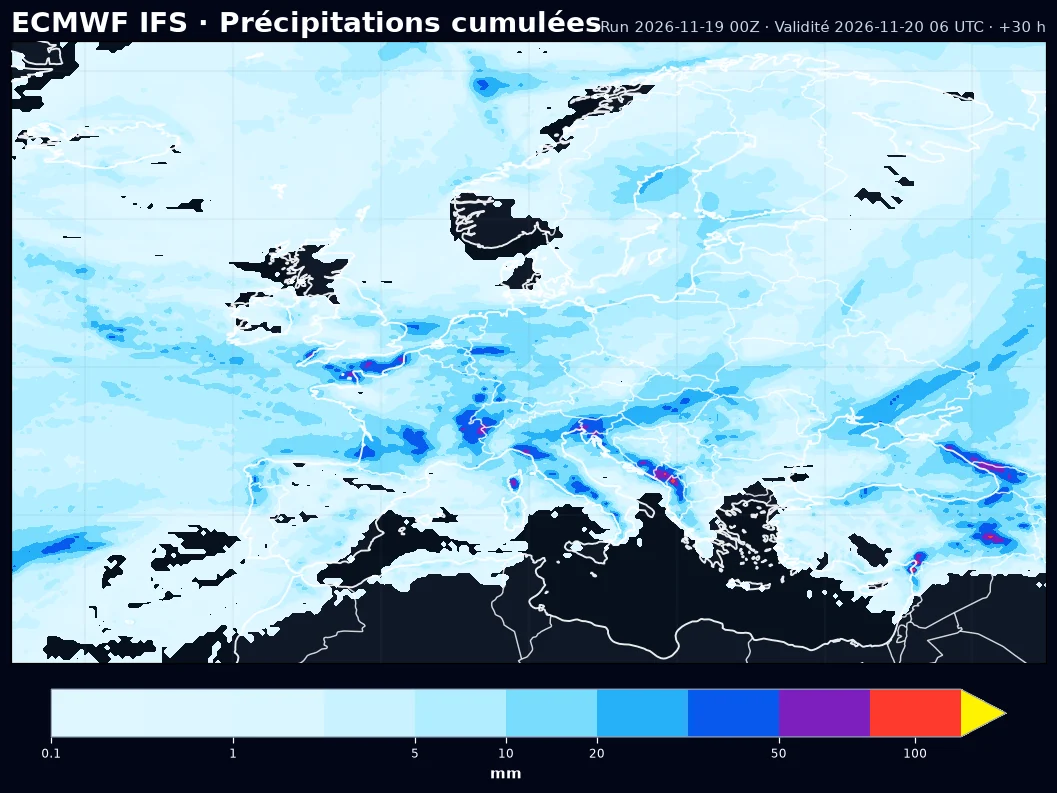 ECMWF IFS · Précipitations cumulées
Run 2026-11-19 00Z · Validité 2026-11-20 06 UTC · +30 h
0.1 1 5 10 20 50 100
mm